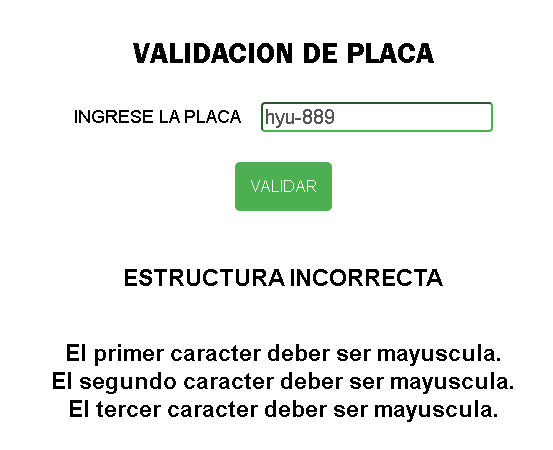 VALIDACION DE PLACA
INGRESE LA PLACA hyu-889
VALIDAR
ESTRUCTURA INCORRECTA
El primer caracter deber ser mayuscula.
El segundo caracter deber ser mayuscula.
El tercer caracter deber ser mayuscula.